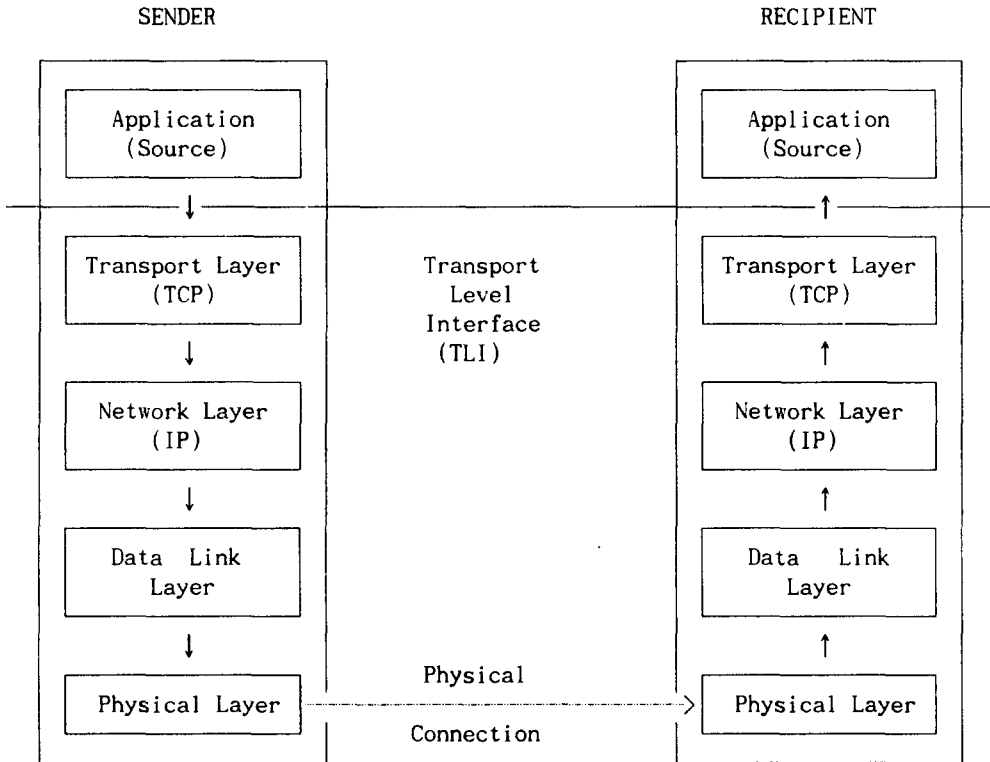 SENDER
RECIPIENT
Application
(Source)
Application
(Source)
Transport Layer
(TCP)
Transport
Level
Interface
(TLI)
Transport Layer
(TCP)
Network Layer
(IP)
Network Layer
(IP)
Data Link
Layer
Data Link
Layer
Physical Layer
Physical
Connection
Physical Layer